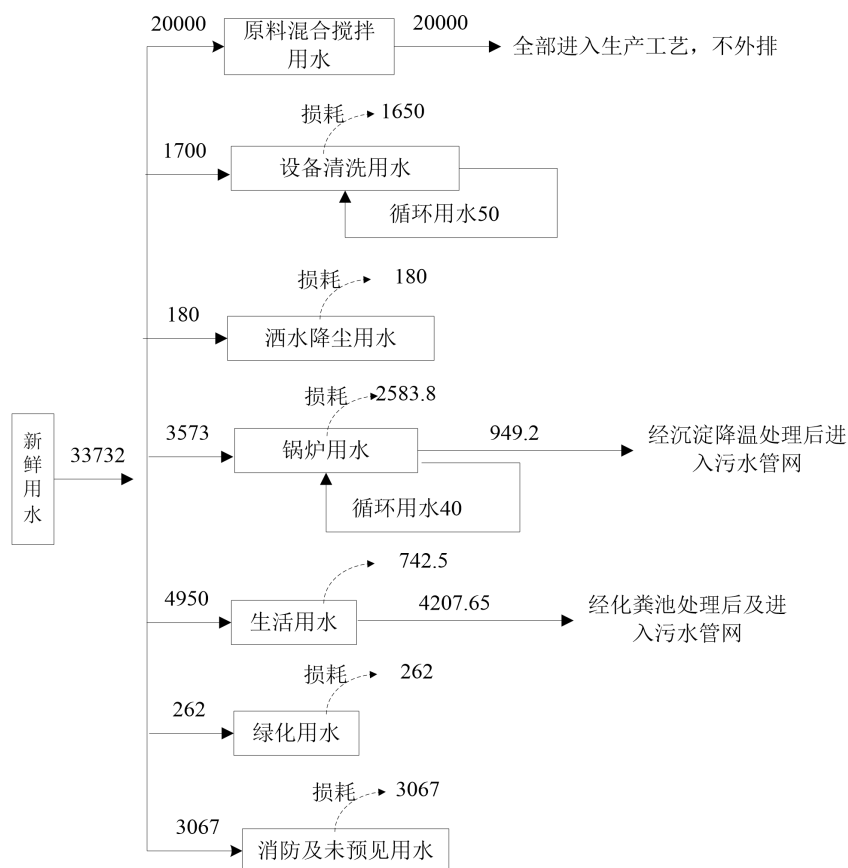 20000
原料混合搅拌
用水
20000
全部进入生产工艺，不外排
损耗
1650
1700
设备清洗用水
循环用水50
损耗
180
180
洒水降尘用水
新鲜用水
33732
损耗
2583.8
3573
锅炉用水
949.2
经沉淀降温处理后进
入污水管网
循环用水40
742.5
4950
生活用水
4207.65
经化粪池处理后及进
入污水管网
损耗
262
262
绿化用水
损耗
3067
3067
消防及未预见用水